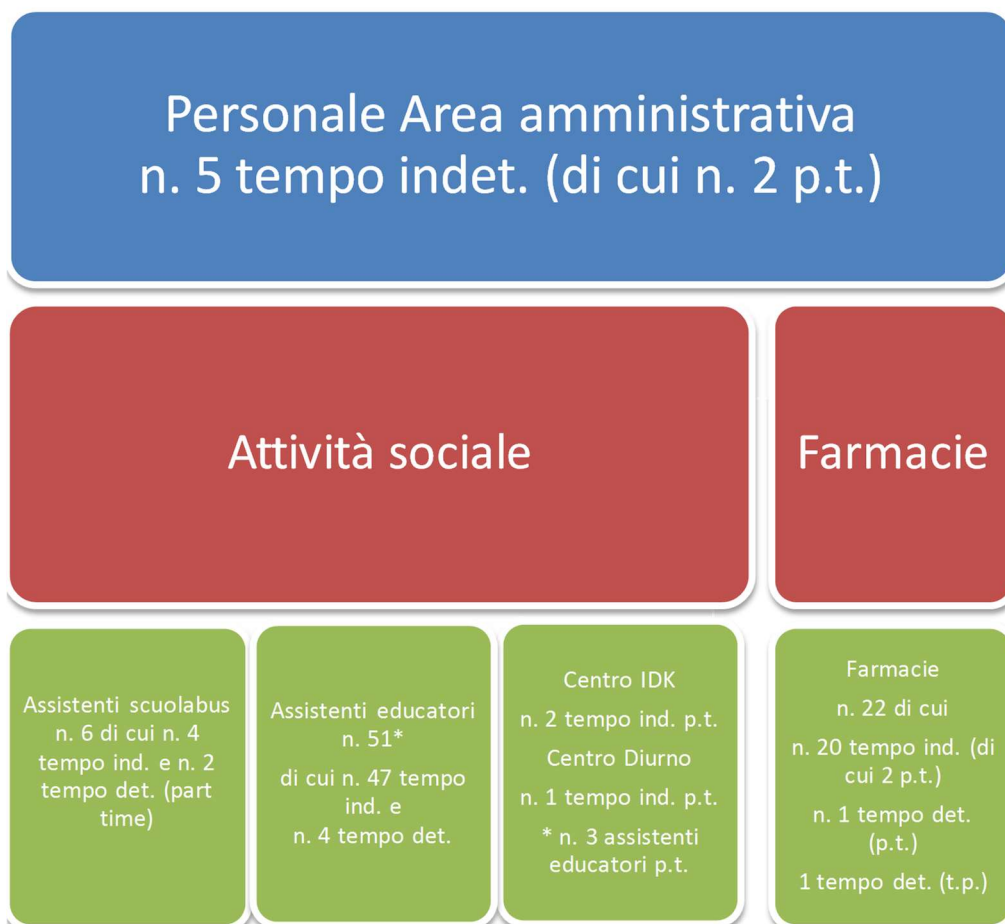 Personale Area amministrativa
n. 5 tempo indet. (di cui n. 2 p.t.)
Attività sociale
Farmacie
Assistenti scuolabus
n. 6 di cui n. 4
tempo ind. e n. 2
tempo det. (part
time)
Assistenti educatori
n. 51*
di cui n. 47 tempo
ind. e
n. 4 tempo det.
Centro IDK
n. 2 tempo ind. p.t.
Centro Diurno
n. 1 tempo ind. p.t.
* n. 3 assistenti
educatori p.t.
Farmacie
n. 22 di cui
n. 20 tempo ind. (di
cui 2 p.t.)
n. 1 tempo det.
(p.t.)
1 tempo det. (t.p.)